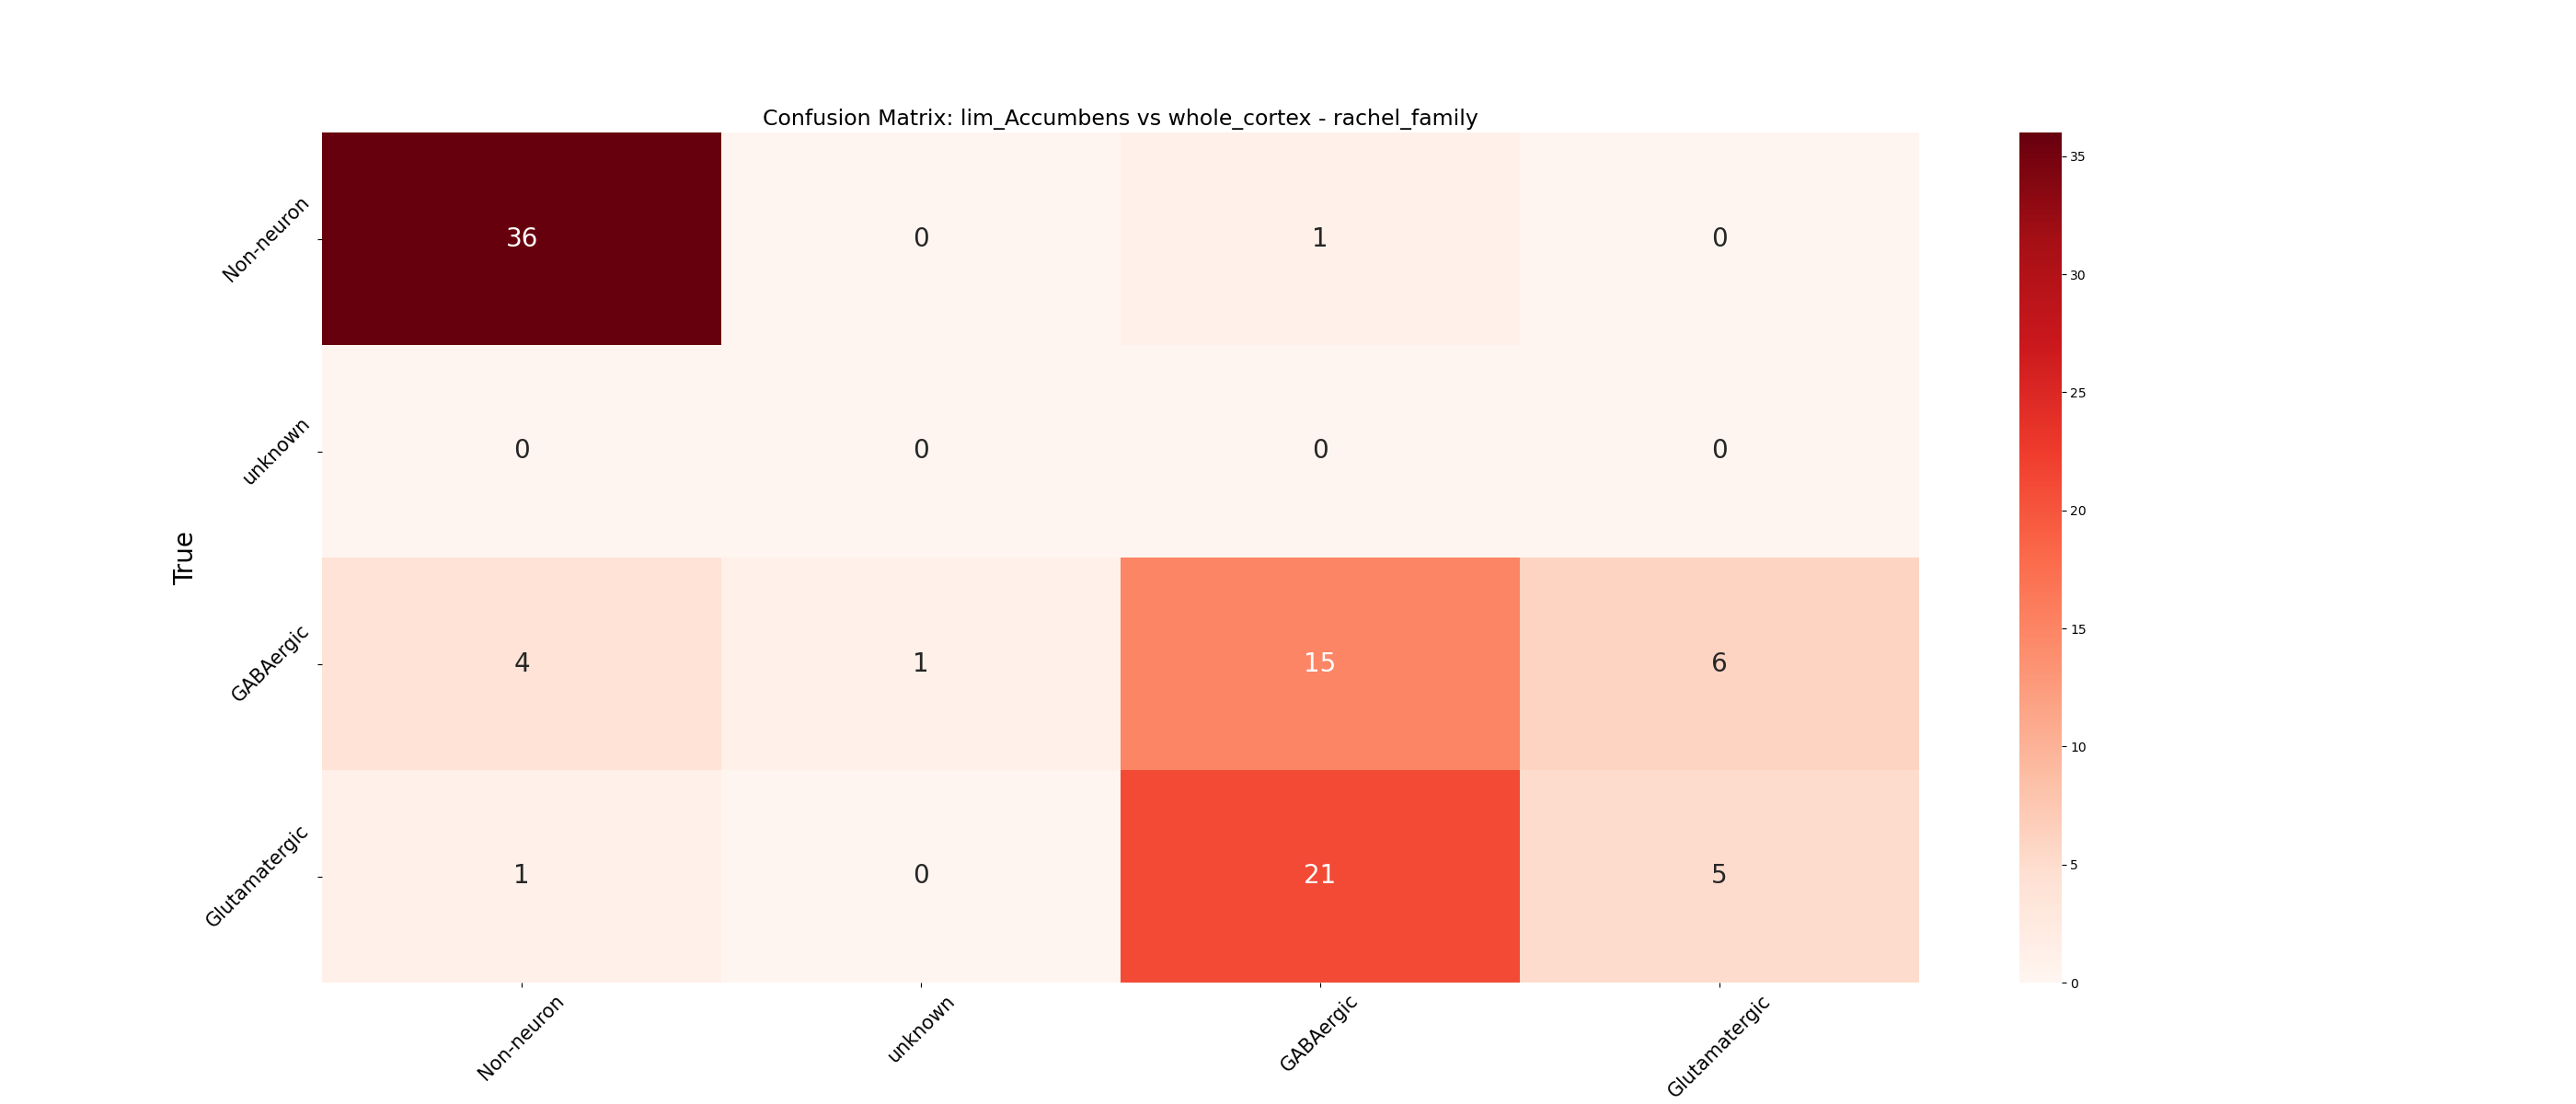 Confusion Matrix: lim_Accumbens vs whole_cortex - rachel_family
Non-neuron 36 0 1 0
unknown 0 0 0 0
GABAergic 4 1 15 6
Glutamatergic 1 0 21 5
True
Non-neuron unknown GABAergic Glutamatergic
35
30
25
20
15
10
5
0